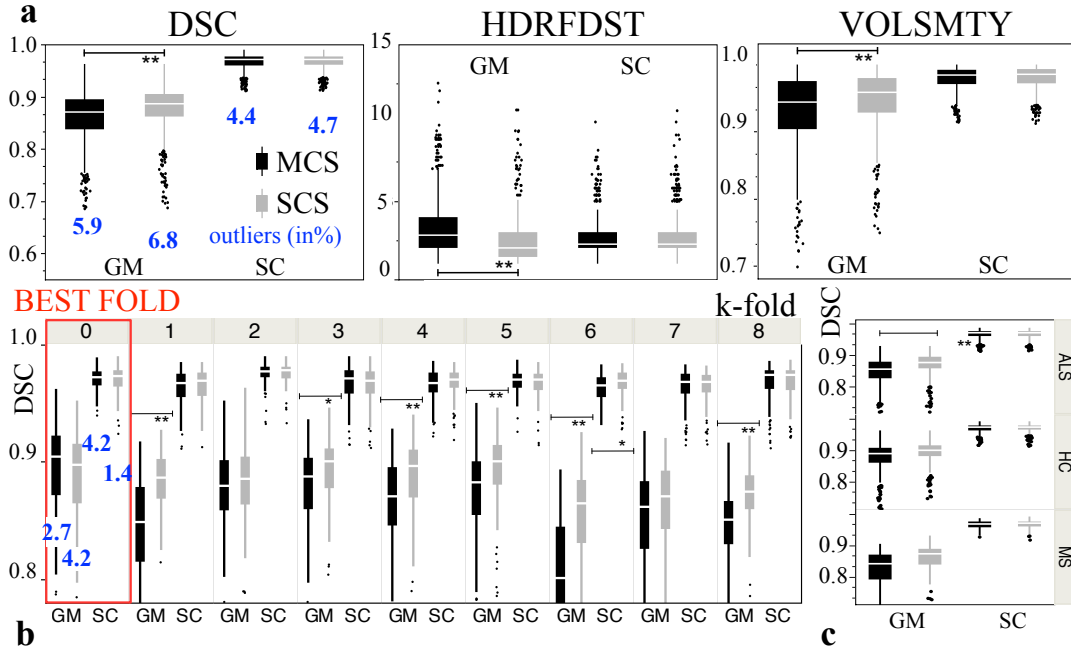 a
DSC
HDRFDST
VOLSMTY
1.0
0.9
0.8
0.7
0.6
**
5.9
6.8
4.4
4.7
MCS
SCS
outliers (in%)
GM
SC
15
10
5
0
GM
SC
**
1.0
0.9
0.8
0.7
**
GM
SC
BEST FOLD
k-fold
0 1 2 3 4 5 6 7 8
DSC
1.0
0.9
0.8
4.2
1.4
2.7
4.2
**
*
**
**
**
*
**
GM SC GM SC GM SC GM SC GM SC GM SC GM SC GM SC GM SC
b
DSC
0.9
0.8
**
ALS
0.9
0.8
HC
0.9
0.8
MS
GM
SC
c